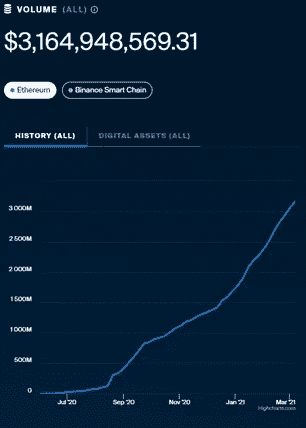 VOLUME (ALL)
$3,164,948,569.31
Ethereum
Binance Smart Chain
HISTORY (ALL)
DIGITAL ASSETS (ALL)
3 000M
2 500M
2 000M
1 500M
1 000M
500M
0
Jul '20
Sep '20
Nov '20
Jan '21
Mar '21
Highcharts.com